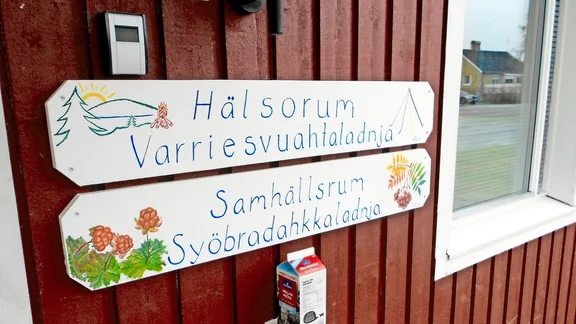 Hälsorum
Varriesvuahtaladnja
Samhällsrum
Syöbradahkkaladnja